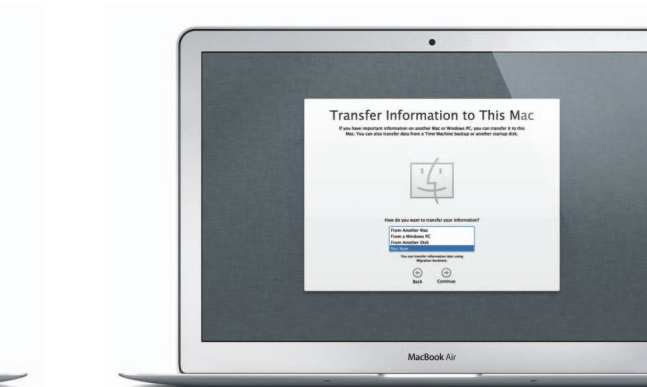 Transfer Information to This Mac
If you have important information on another Mac or Windows PC, you can transfer it to this
Mac. You can also transfer data from a Time Machine backup or another startup disk.
How do you want to transfer your information?
From Another Mac
From a Windows PC
From Another Disk
Not Now
You can transfer information later using
Migration Assistant.
Back Continue
MacBook Air